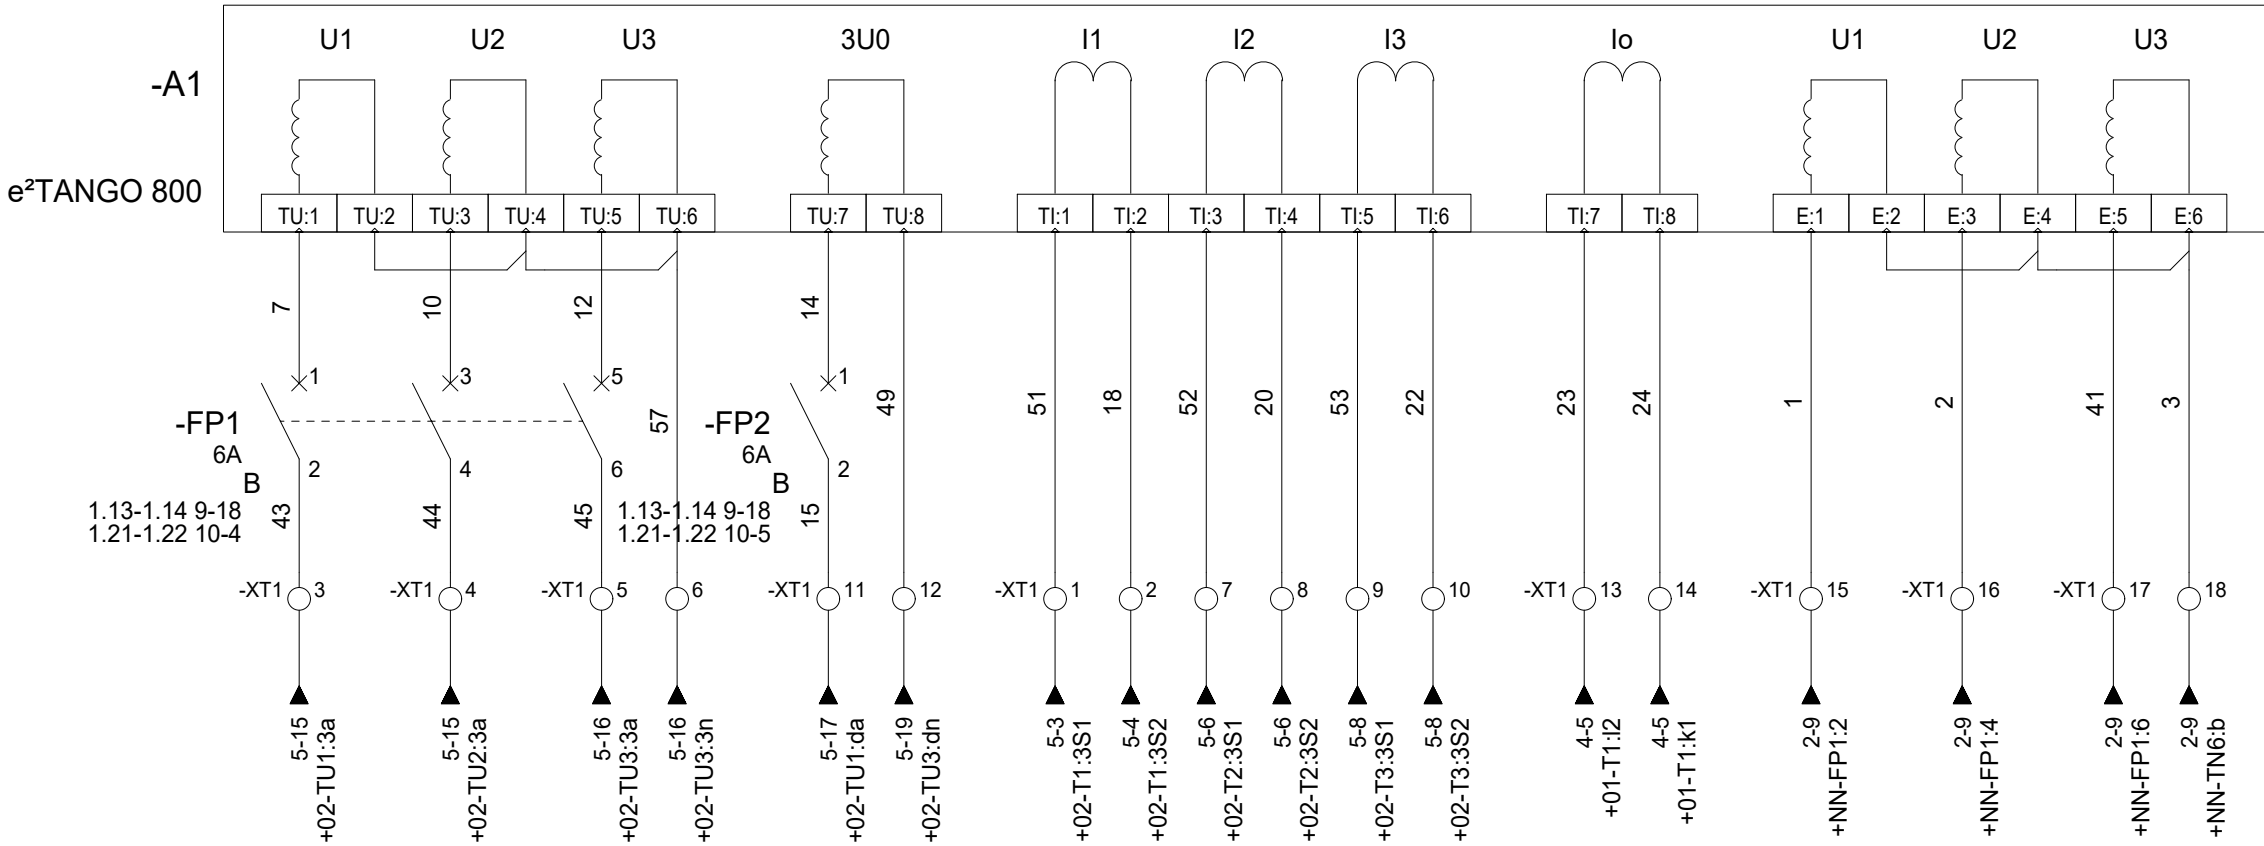 U1 U2 U3 3U0 I1 I2 I3 Io U1 U2 U3
-A1
e²TANGO 800
TU:1 TU:2 TU:3 TU:4 TU:5 TU:6 TU:7 TU:8 TI:1 TI:2 TI:3 TI:4 TI:5 TI:6 TI:7 TI:8 E:1 E:2 E:3 E:4 E:5 E:6
7 10 12 14
1 3 5 1
57 49 51 18 52 20 53 22 23 24 1 2 41 3
-FP1 -FP2
6A 6A
2 4 6 2
B B
1.13-1.14 9-18 1.13-1.14 9-18
1.21-1.22 10-4 1.21-1.22 10-5
43 44 45 15
-XT1 3 -XT1 4 -XT1 5 6 -XT1 11 12 -XT1 1 2 7 8 9 10 -XT1 13 14 -XT1 15 -XT1 16 -XT1 17 18
5-15
+02-TU1:3a
5-15
+02-TU2:3a
5-16
+02-TU3:3a
5-16
+02-TU3:3n
5-17
+02-TU1:da
5-19
+02-TU3:dn
5-3
+02-T1:3S1
5-4
+02-T1:3S2
5-6
+02-T2:3S1
5-6
+02-T2:3S2
5-8
+02-T3:3S1
5-8
+02-T3:3S2
4-5
+01-T1:l2
4-5
+01-T1:k1
2-9
+NN-FP1:2
2-9
+NN-FP1:4
2-9
+NN-FP1:6
2-9
+NN-TN6:b